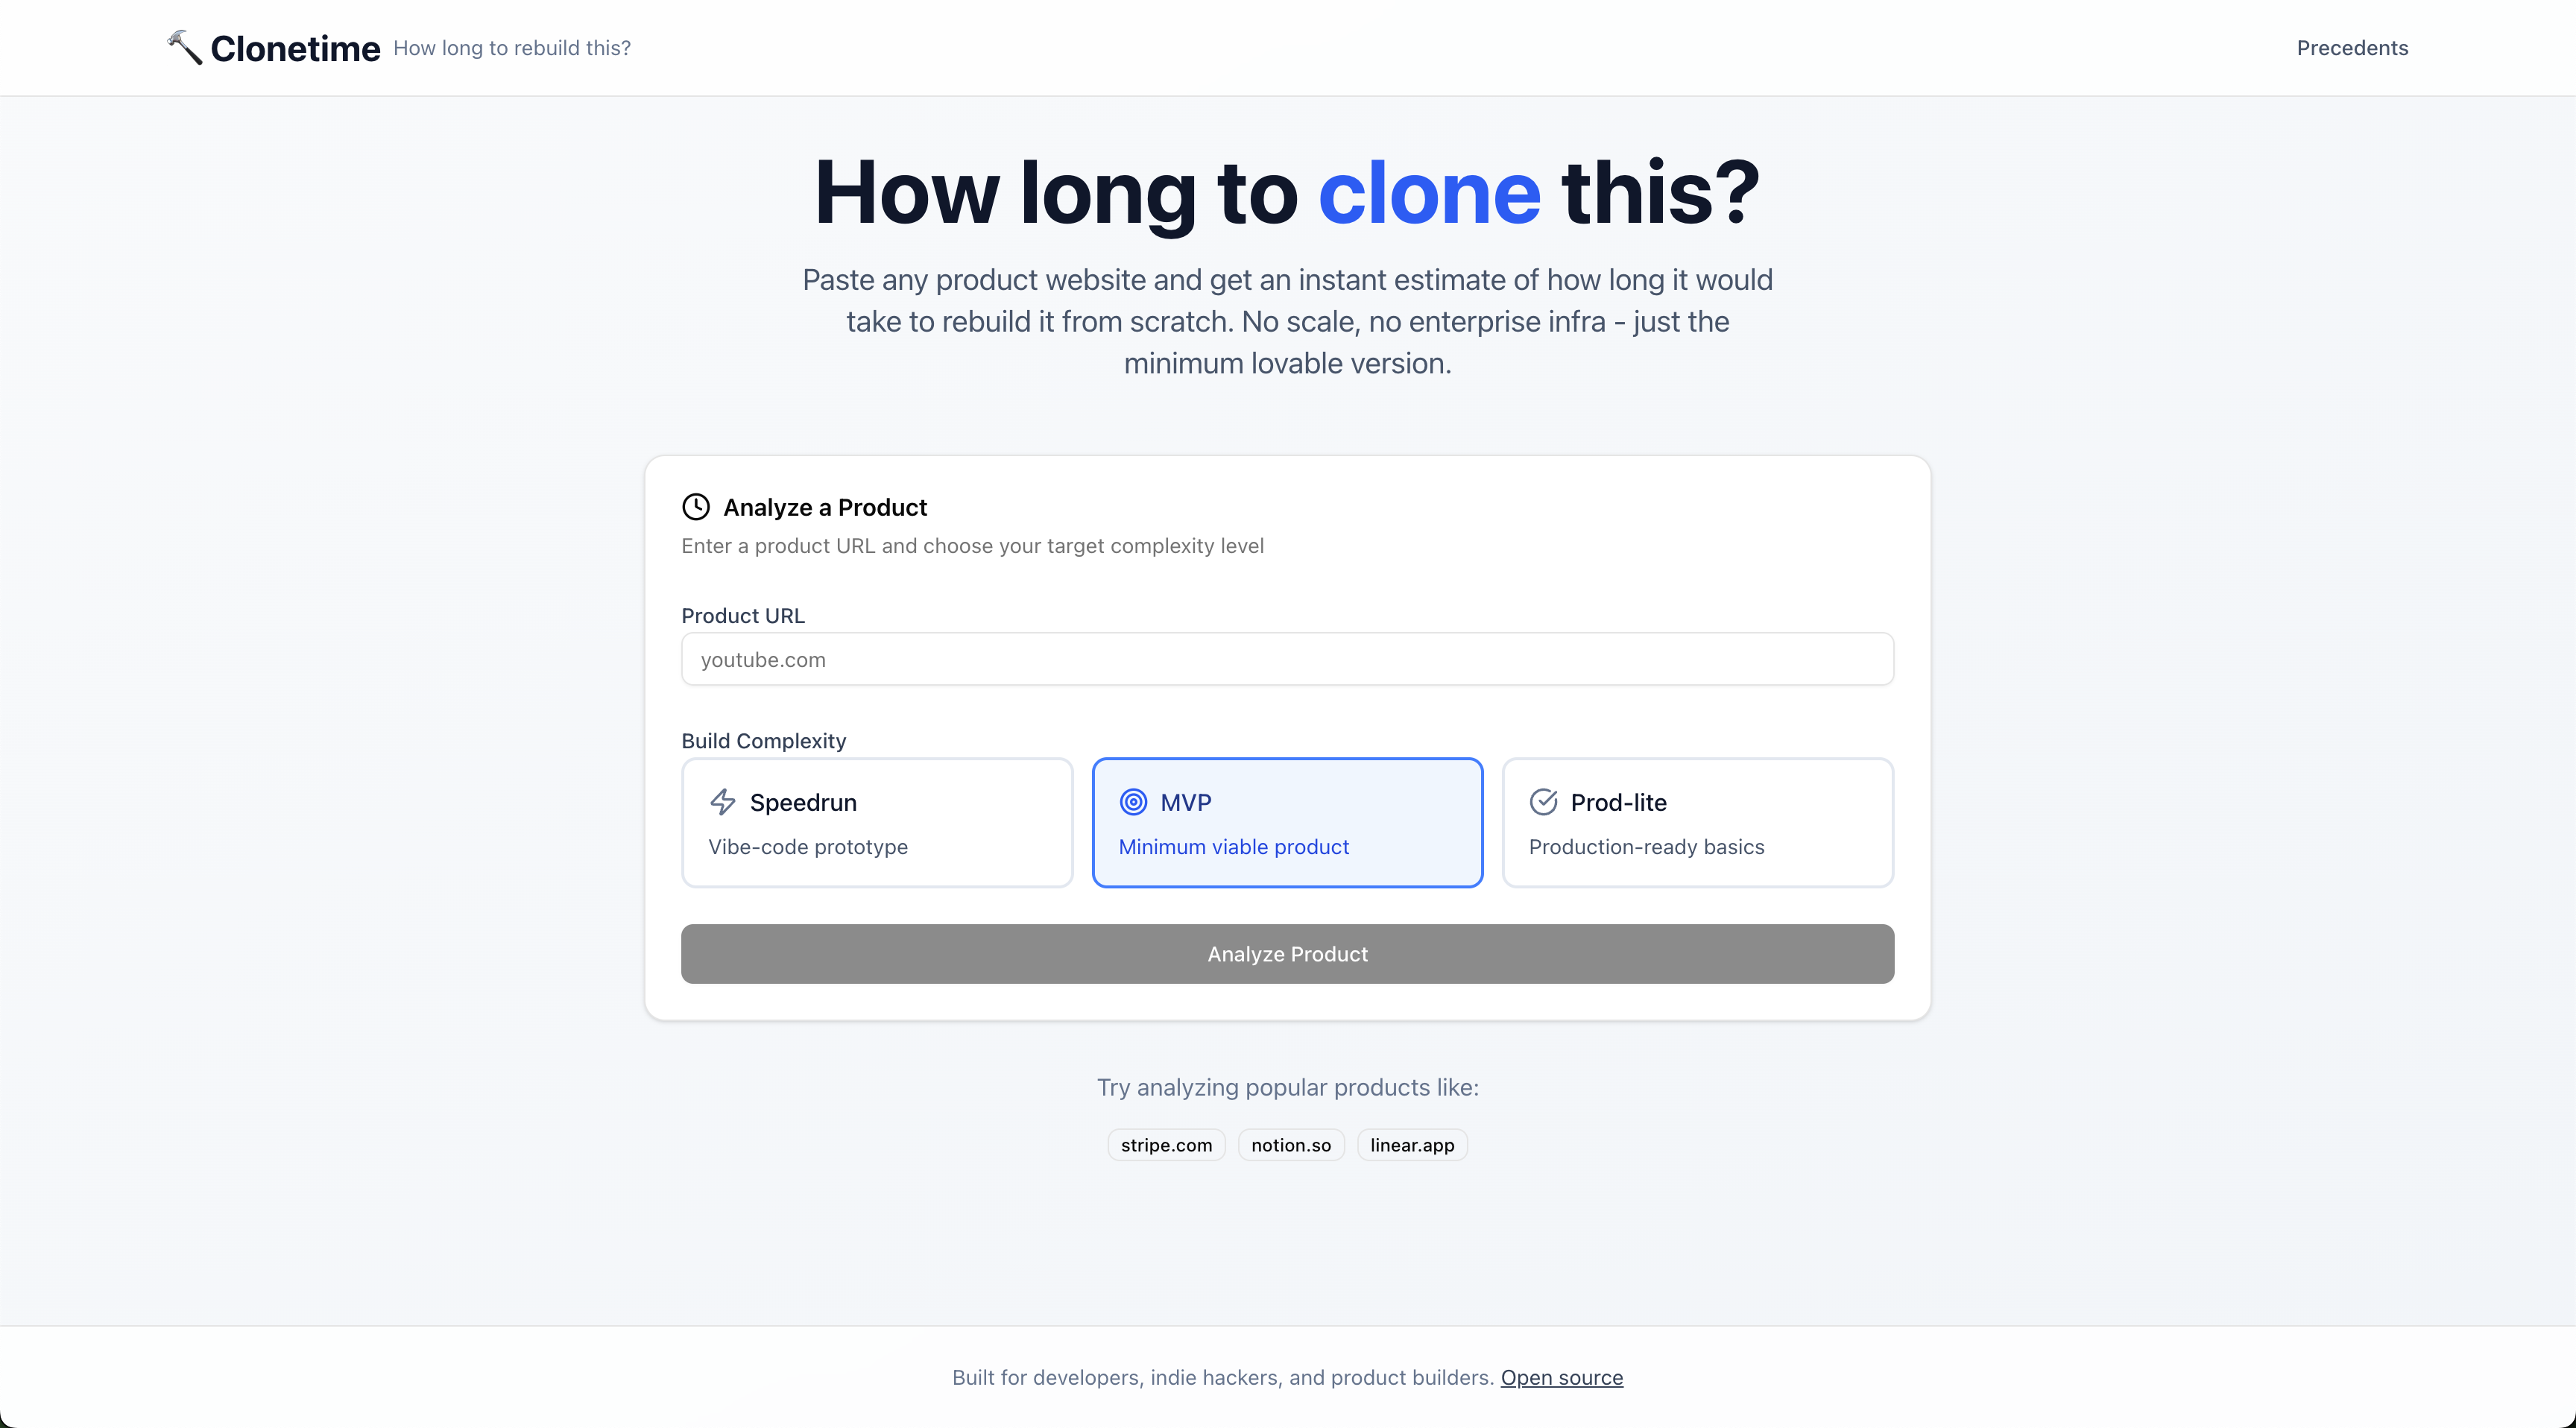 Clonetime How long to rebuild this? Precedents
How long to clone this?
Paste any product website and get an instant estimate of how long it would
take to rebuild it from scratch. No scale, no enterprise infra - just the
minimum lovable version.
Analyze a Product
Enter a product URL and choose your target complexity level
Product URL
youtube.com
Build Complexity
Speedrun
Vibe-code prototype
MVP
Minimum viable product
Prod-lite
Production-ready basics
Analyze Product
Try analyzing popular products like:
stripe.com notion.so linear.app
Built for developers, indie hackers, and product builders. Open source